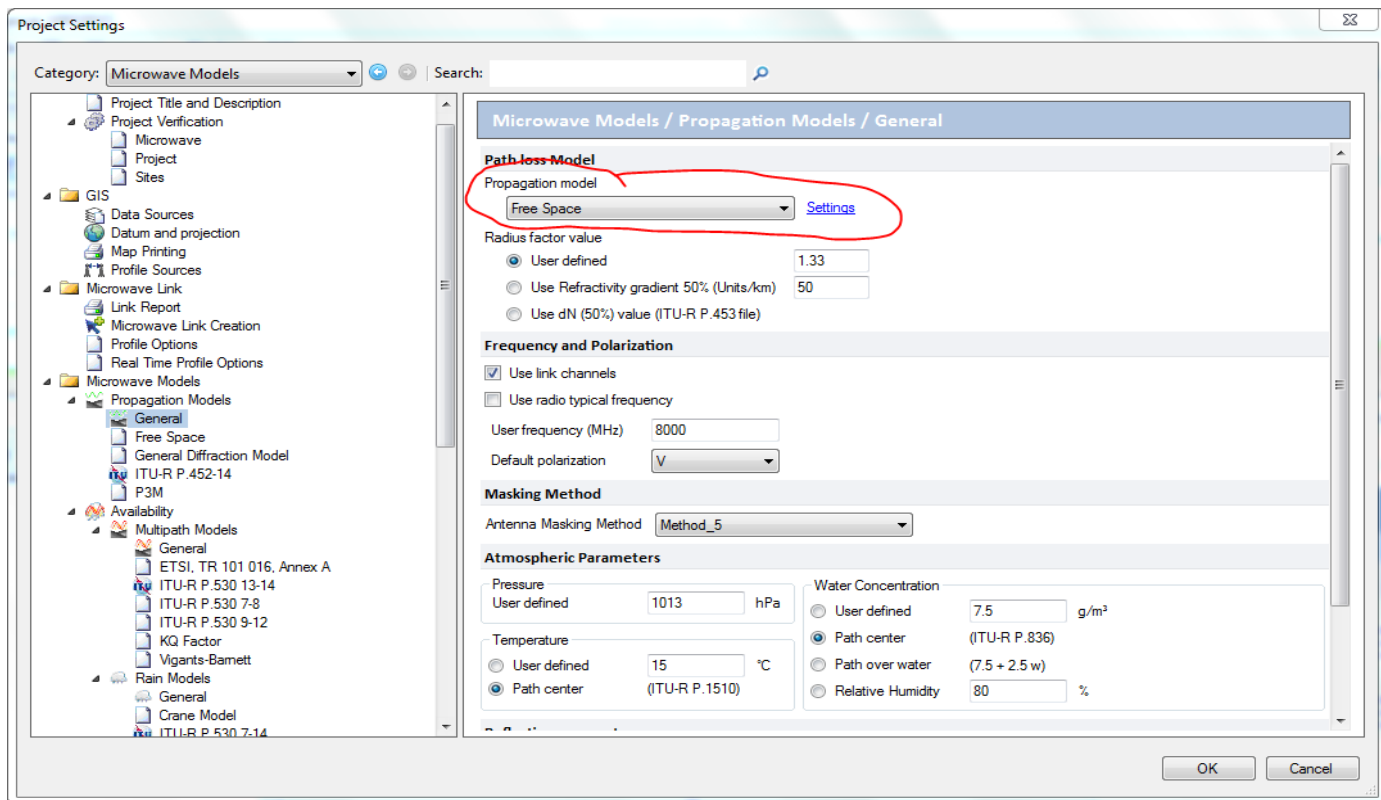 Project Settings
Category: Microwave Models Search:
Project Title and Description
Project Verification
Microwave
Project
Sites
GIS
Data Sources
Datum and projection
Map Printing
Profile Sources
Microwave Link
Link Report
Microwave Link Creation
Profile Options
Real Time Profile Options
Microwave Models
Propagation Models
General
Free Space
General Diffraction Model
ITU-R P.452-14
P3M
Availability
Multipath Models
General
ETSI, TR 101 016, Annex A
ITU-R P.530 13-14
ITU-R P.530 7-8
ITU-R P.530 9-12
KQ Factor
Vigants-Barnett
Rain Models
General
Crane Model
ITU-R P.530 7-14
Microwave Models / Propagation Models / General
Path loss Model
Propagation model
Free Space Settings
Radius factor value
User defined 1.33
Use Refractivity gradient 50% (Units/km) 50
Use dN (50%) value (ITU-R P.453 file)
Frequency and Polarization
Use link channels
Use radio typical frequency
User frequency (MHz) 8000
Default polarization V
Masking Method
Antenna Masking Method Method_5
Atmospheric Parameters
Pressure
User defined 1013 hPa
Temperature
User defined 15 °C
Path center (ITU-R P.1510)
Water Concentration
User defined 7.5 g/m³
Path center (ITU-R P.836)
Path over water (7.5 + 2.5 w)
Relative Humidity 80 %
OK Cancel